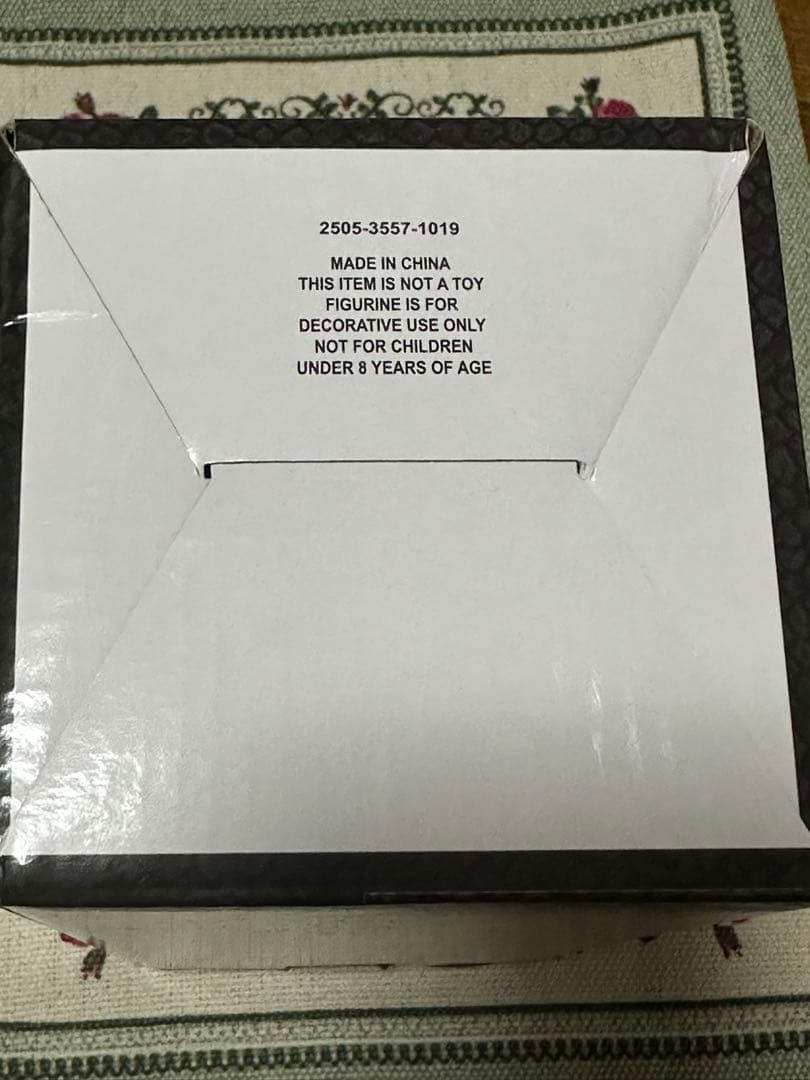 2505-3557-1019
MADE IN CHINA
THIS ITEM IS NOT A TOY
FIGURINE IS FOR
DECORATIVE USE ONLY
NOT FOR CHILDREN
UNDER 8 YEARS OF AGE